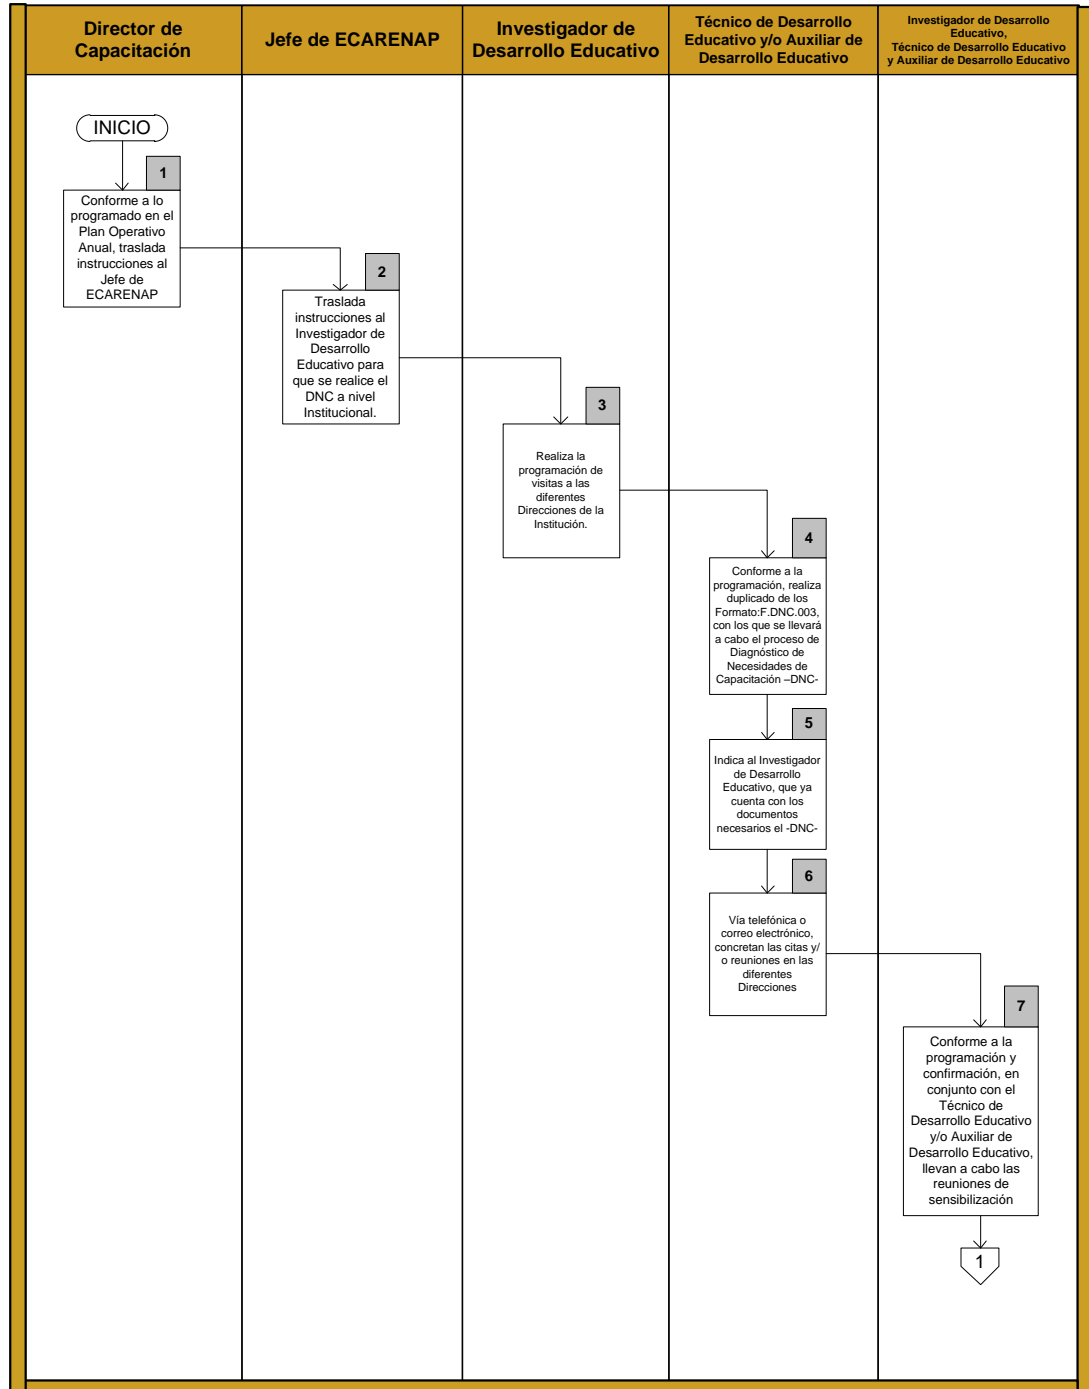 Director de
Capacitación
Jefe de ECARENAP
Investigador de
Desarrollo Educativo
Técnico de Desarrollo
Educativo y/o Auxiliar de
Desarrollo Educativo
Investigador de Desarrollo
Educativo,
Técnico de Desarrollo Educativo
y Auxiliar de Desarrollo Educativo
INICIO
1
Conforme a lo
programado en el
Plan Operativo
Anual, traslada
instrucciones al
Jefe de
ECARENAP
2
Traslada
instrucciones al
Investigador de
Desarrollo
Educativo para
que se realice el
DNC a nivel
Institucional.
3
Realiza la
programación de
visitas a las
diferentes
Direcciones de la
Institución.
4
Conforme a la
programación, realiza
duplicado de los
Formato:F.DNC.003,
con los que se llevará
a cabo el proceso de
Diagnóstico de
Necesidades de
Capacitación –DNC-
5
Indica al Investigador
de Desarrollo
Educativo, que ya
cuenta con los
documentos
necesarios el -DNC-
6
Vía telefónica o
correo electrónico,
concretan las citas y/
o reuniones en las
diferentes
Direcciones
7
Conforme a la
programación y
confirmación, en
conjunto con el
Técnico de
Desarrollo Educativo
y/o Auxiliar de
Desarrollo Educativo,
llevan a cabo las
reuniones de
sensibilización
1